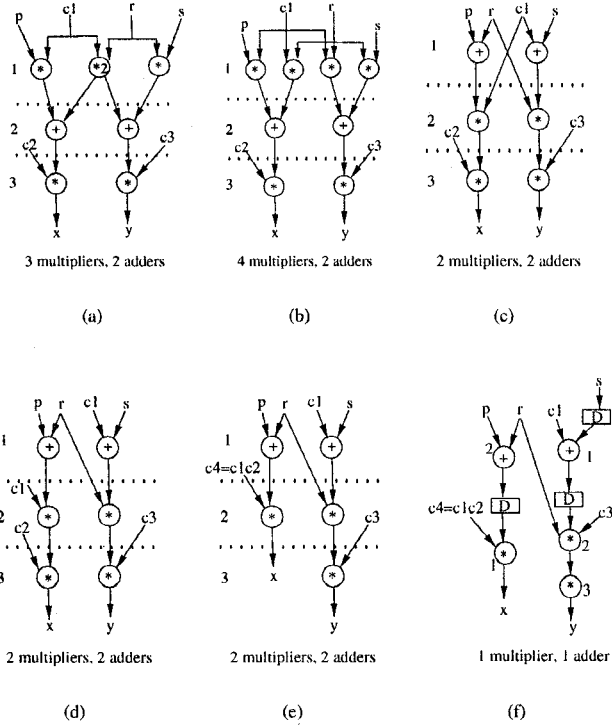 p c1 r s
1 * *2 *
2 + +
c2 c3
3 * *
x y
3 multipliers, 2 adders
(a)
p c1 r s
1 * * * *
2 + +
c2 c3
3 * *
x y
4 multipliers, 2 adders
(b)
p r c1
1 + +
2 * *
c2 c3
3 * *
x y
2 multipliers, 2 adders
(c)
p r c1 s
1 + +
c1
2 * *
c2 c3
3 * *
x y
2 multipliers, 2 adders
(d)
p r c1 s
1 + +
c4=c1c2
2 * *
c3
x
3 *
y
2 multipliers, 2 adders
(e)
s
D
p r c1
2 + + 1
D D
c4=c1c2 c3
* 2
1 *
* 3
x y
1 multiplier, 1 adder
(f)